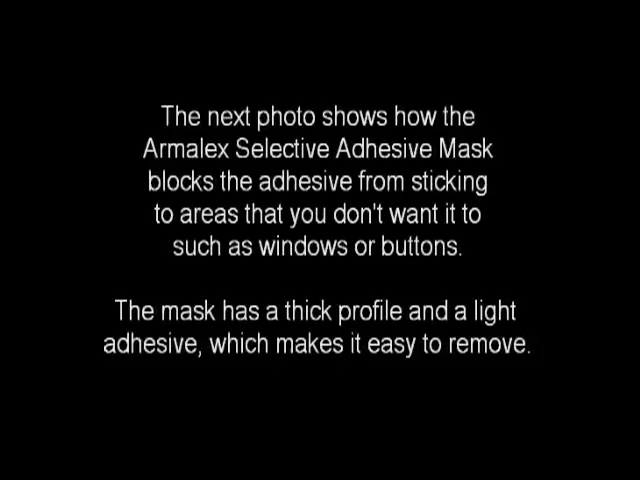 The next photo shows how the
Armalex Selective Adhesive Mask
blocks the adhesive from sticking
to areas that you don't want it to
such as windows or buttons.
The mask has a thick profile and a light
adhesive, which makes it easy to remove.